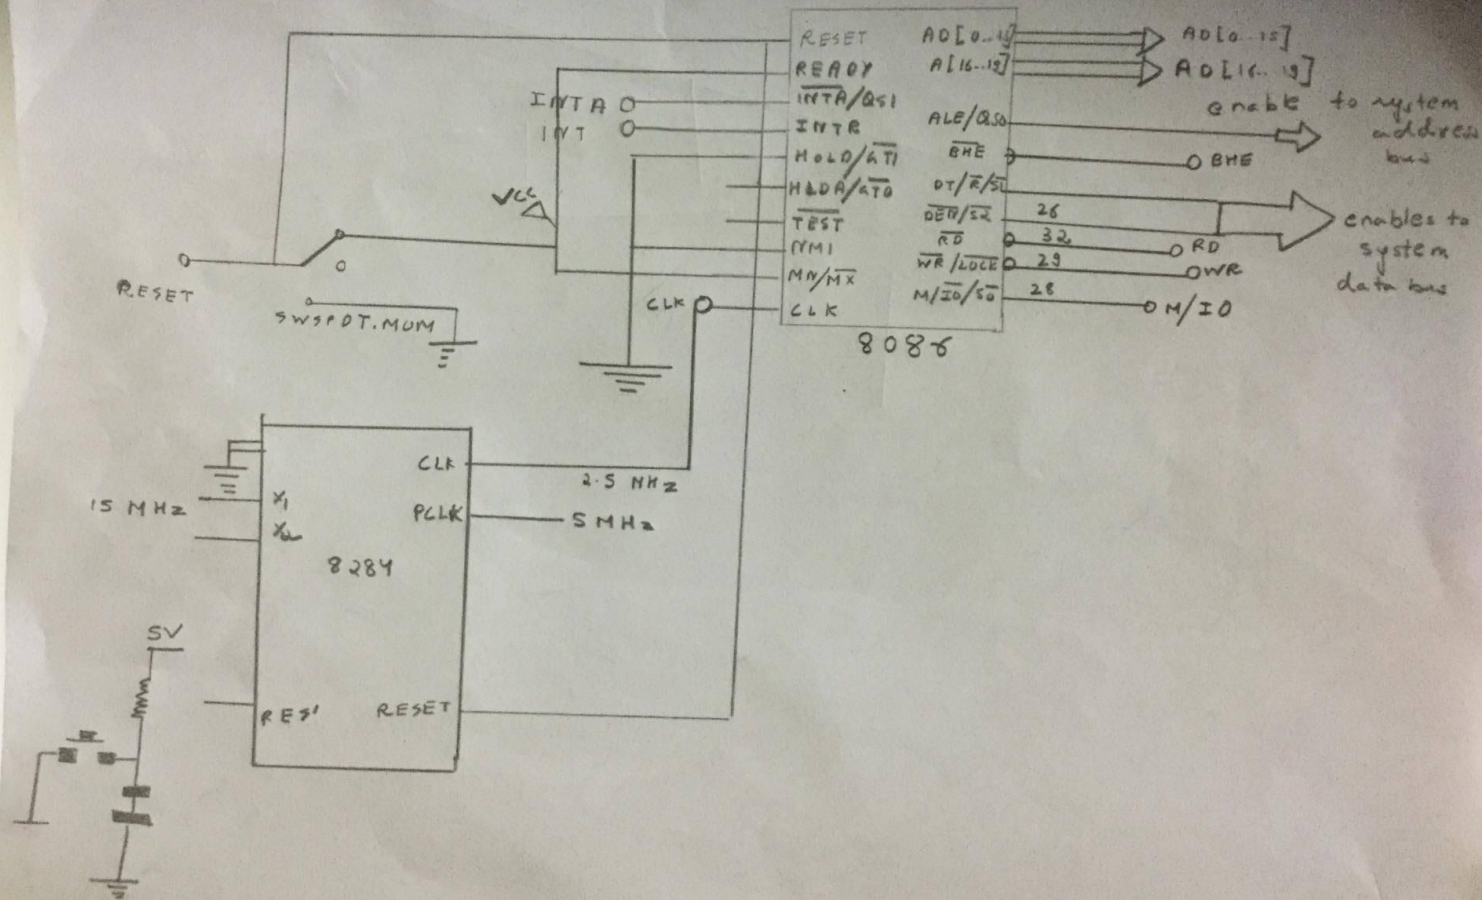 RESET
READY
INTA/QS1
INTR
HOLD/GT1
HLDA/GT0
TEST
NMI
MN/MX
CLK
AD[0..15]
A[16..19]
ALE/QS0
BHE
DT/R/S1
DEN/S2
RD
WR/LOCK
M/IO/S0
8086
AD[0..15]
AD[16..19]
enable to system
address
bus
BHE
26
32
29
28
RD
WR
M/IO
enables to
system
data bus
INTA
INT
VCC
RESET
SWSPDT.MOM
CLK
CLK
2.5 MHz
PCLK
5 MHz
15 MHz
X1
X2
8284
5V
RES'
RESET